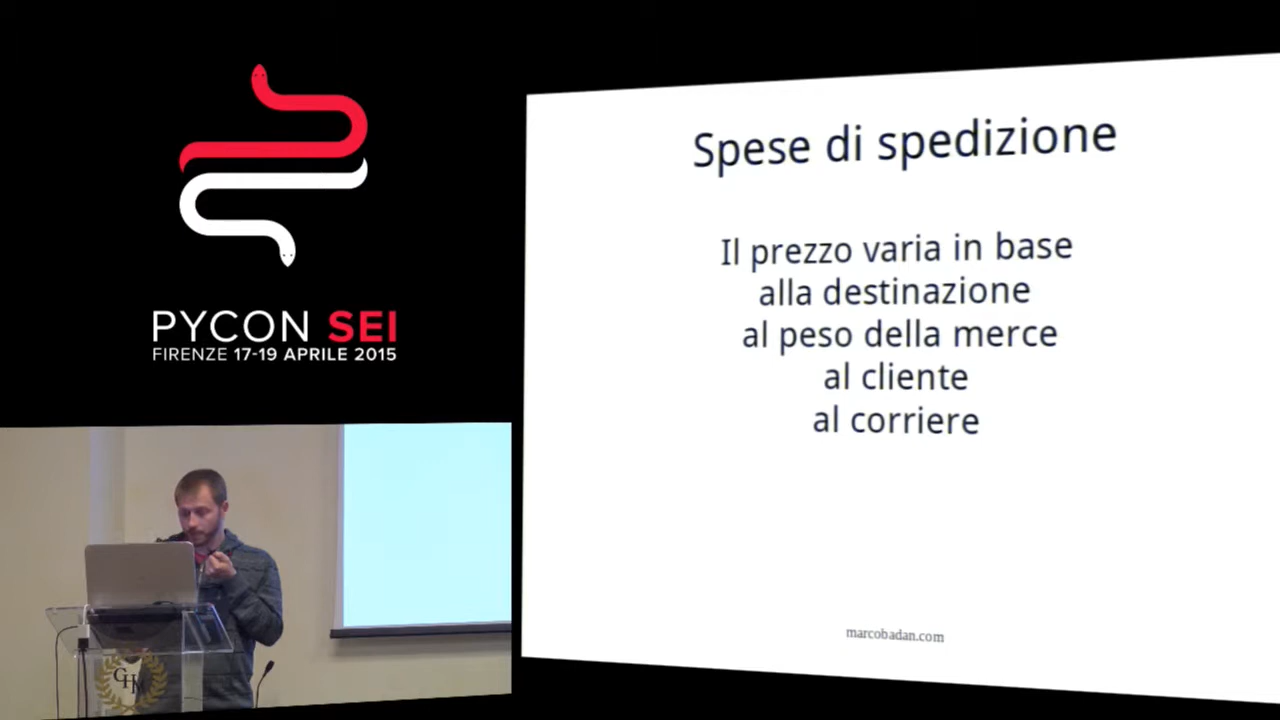 PYCON SEI
FIRENZE 17-19 APRILE 2015
Spese di spedizione
Il prezzo varia in base
alla destinazione
al peso della merce
al cliente
al corriere
marcobadan.com
GHM